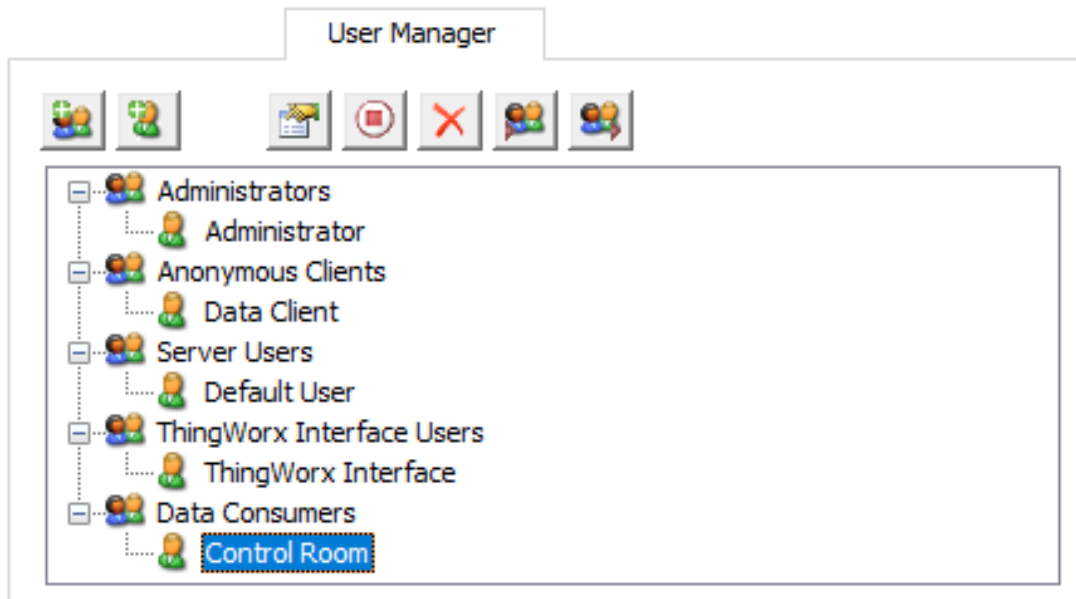 User Manager
Administrators
Administrator
Anonymous Clients
Data Client
Server Users
Default User
ThingWorx Interface Users
ThingWorx Interface
Data Consumers
Control Room